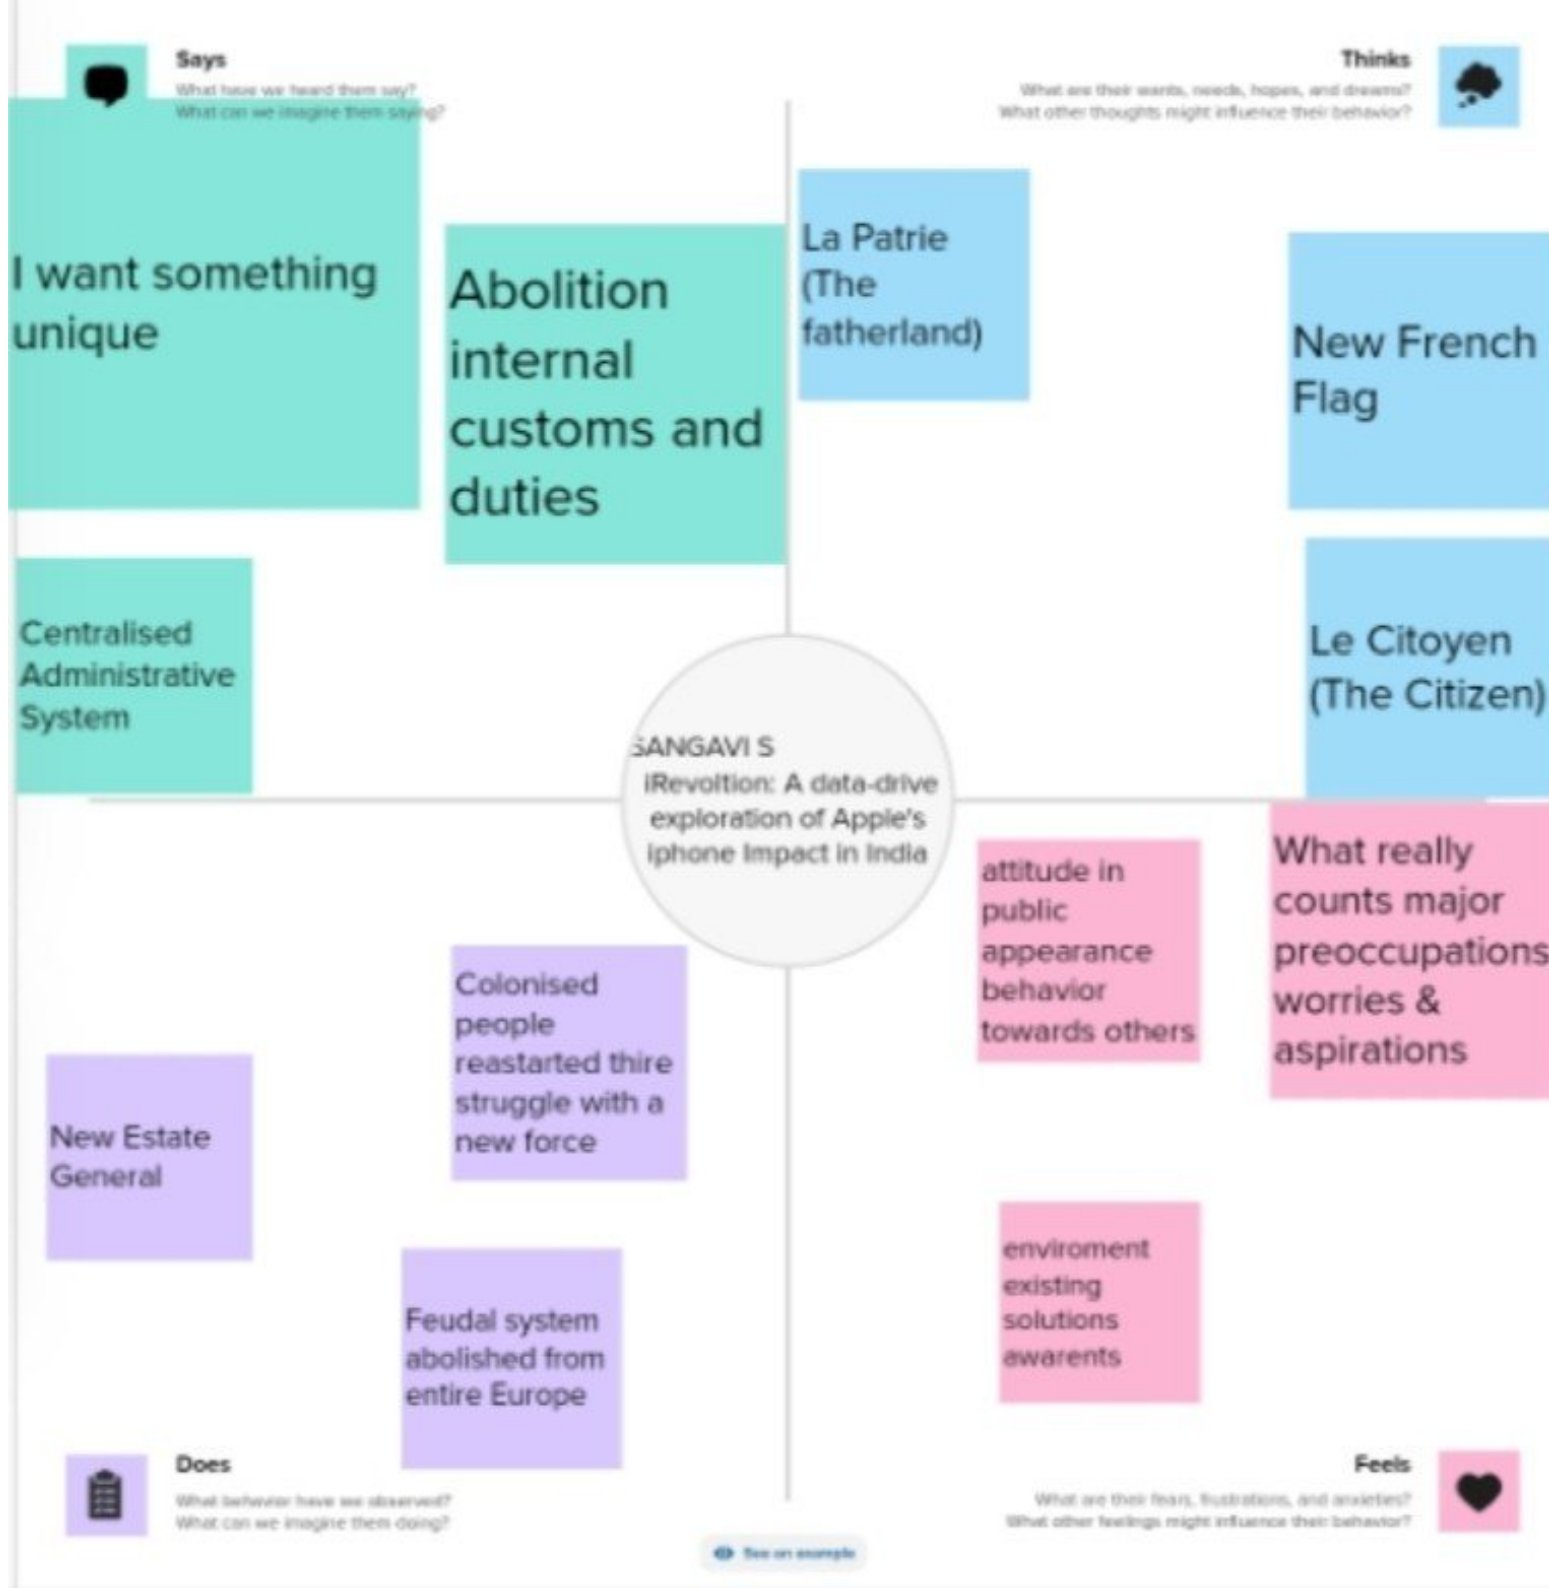 Says
What have we heard them say?
What can we imagine them saying?
I want something
unique
Abolition
internal
customs and
duties
Centralised
Administrative
System
Thinks
What are their wants, needs, hopes, and dreams?
What other thoughts might influence their behavior?
La Patrie
(The
fatherland)
New French
Flag
Le Citoyen
(The Citizen)
SANGAVI S
iRevoltion: A data-drive
exploration of Apple's
iphone Impact in India
Colonised
people
reastarted thire
struggle with a
new force
New Estate
General
Feudal system
abolished from
entire Europe
Does
What behavior have we observed?
What can we imagine them doing?
attitude in
public
appearance
behavior
towards others
What really
counts major
preoccupations
worries &
aspirations
enviroment
existing
solutions
awarents
Feels
What are their fears, frustrations, and anxieties?
What other feelings might influence their behavior?
See an example